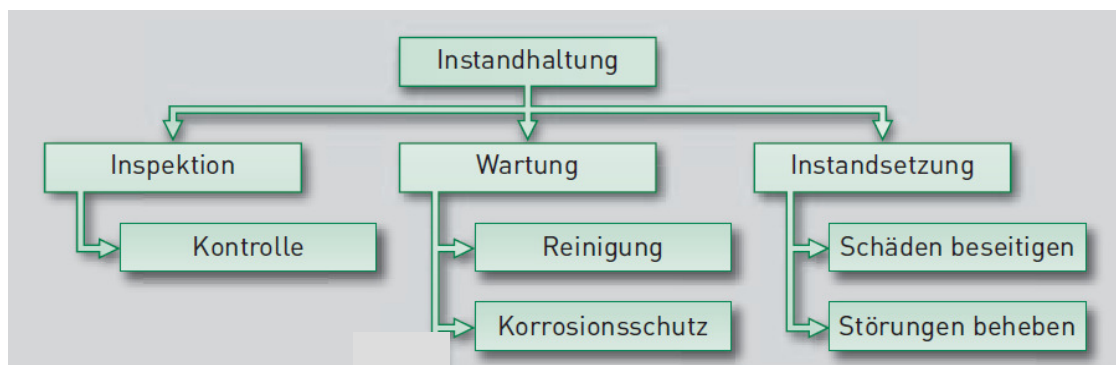 Instandhaltung
Inspektion
Wartung
Instandsetzung
Kontrolle
Reinigung
Schäden beseitigen
Korrosionsschutz
Störungen beheben